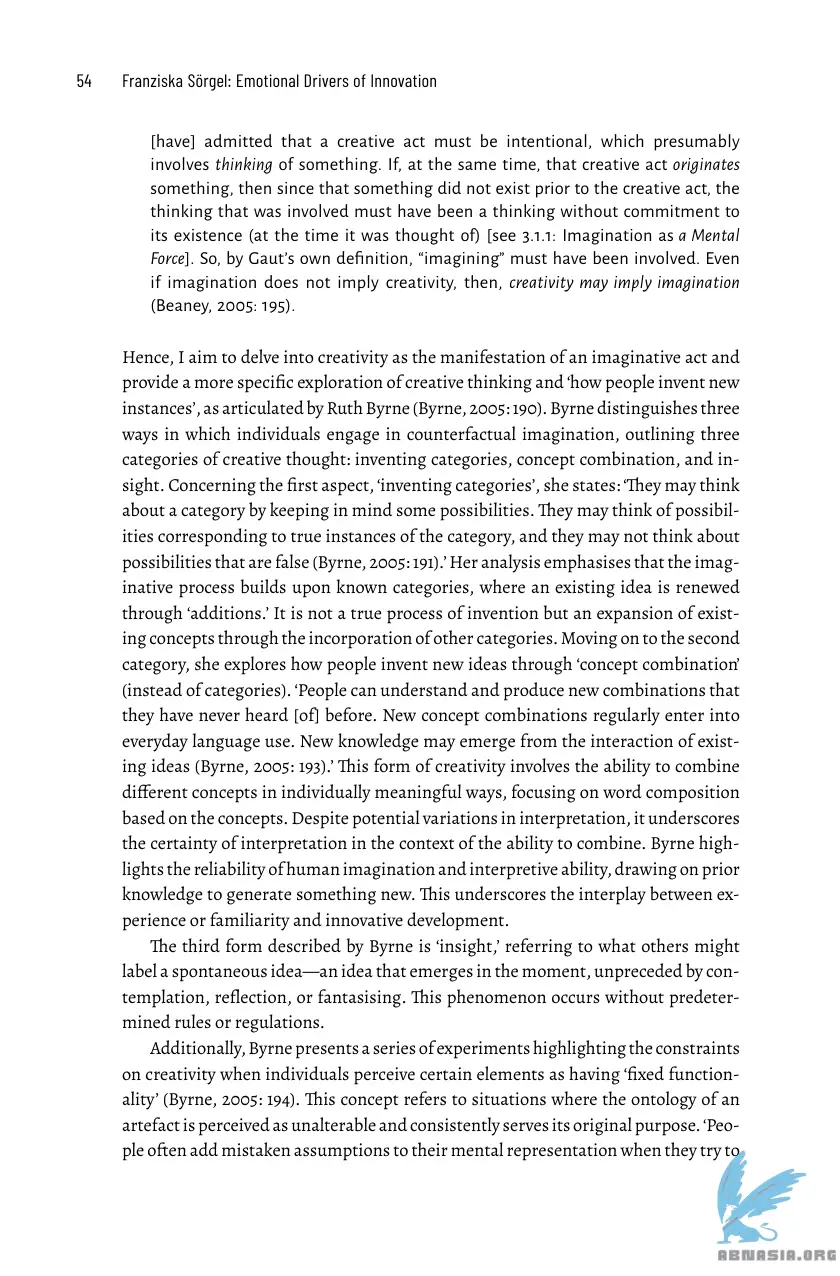 54 Franziska Sörgel: Emotional Drivers of Innovation
[have] admitted that a creative act must be intentional, which presumably
involves thinking of something. If, at the same time, that creative act originates
something, then since that something did not exist prior to the creative act, the
thinking that was involved must have been a thinking without commitment to
its existence (at the time it was thought of) [see 3.1.1: Imagination as a Mental
Force]. So, by Gaut’s own definition, “imagining” must have been involved. Even
if imagination does not imply creativity, then, creativity may imply imagination
(Beaney, 2005: 195).
Hence, I aim to delve into creativity as the manifestation of an imaginative act and
provide a more specific exploration of creative thinking and ‘how people invent new
instances’, as articulated by Ruth Byrne (Byrne, 2005: 190). Byrne distinguishes three
ways in which individuals engage in counterfactual imagination, outlining three
categories of creative thought: inventing categories, concept combination, and in-
sight. Concerning the first aspect, ‘inventing categories’, she states: ‘They may think
about a category by keeping in mind some possibilities. They may think of possibil-
ities corresponding to true instances of the category, and they may not think about
possibilities that are false (Byrne, 2005: 191).’ Her analysis emphasises that the imag-
inative process builds upon known categories, where an existing idea is renewed
through ‘additions.’ It is not a true process of invention but an expansion of exist-
ing concepts through the incorporation of other categories. Moving on to the second
category, she explores how people invent new ideas through ‘concept combination’
(instead of categories). ‘People can understand and produce new combinations that
they have never heard [of] before. New concept combinations regularly enter into
everyday language use. New knowledge may emerge from the interaction of exist-
ing ideas (Byrne, 2005: 193).’ This form of creativity involves the ability to combine
different concepts in individually meaningful ways, focusing on word composition
based on the concepts. Despite potential variations in interpretation, it underscores
the certainty of interpretation in the context of the ability to combine. Byrne high-
lights the reliability of human imagination and interpretive ability, drawing on prior
knowledge to generate something new. This underscores the interplay between ex-
perience or familiarity and innovative development.
The third form described by Byrne is ‘insight,’ referring to what others might
label a spontaneous idea—an idea that emerges in the moment, unpreceded by con-
templation, reflection, or fantasising. This phenomenon occurs without predeter-
mined rules or regulations.
Additionally, Byrne presents a series of experiments highlighting the constraints
on creativity when individuals perceive certain elements as having ‘fixed function-
ality’ (Byrne, 2005: 194). This concept refers to situations where the ontology of an
artefact is perceived as unalterable and consistently serves its original purpose. ‘Peo-
ple often add mistaken assumptions to their mental representation when they try to
ABNASIA.ORG